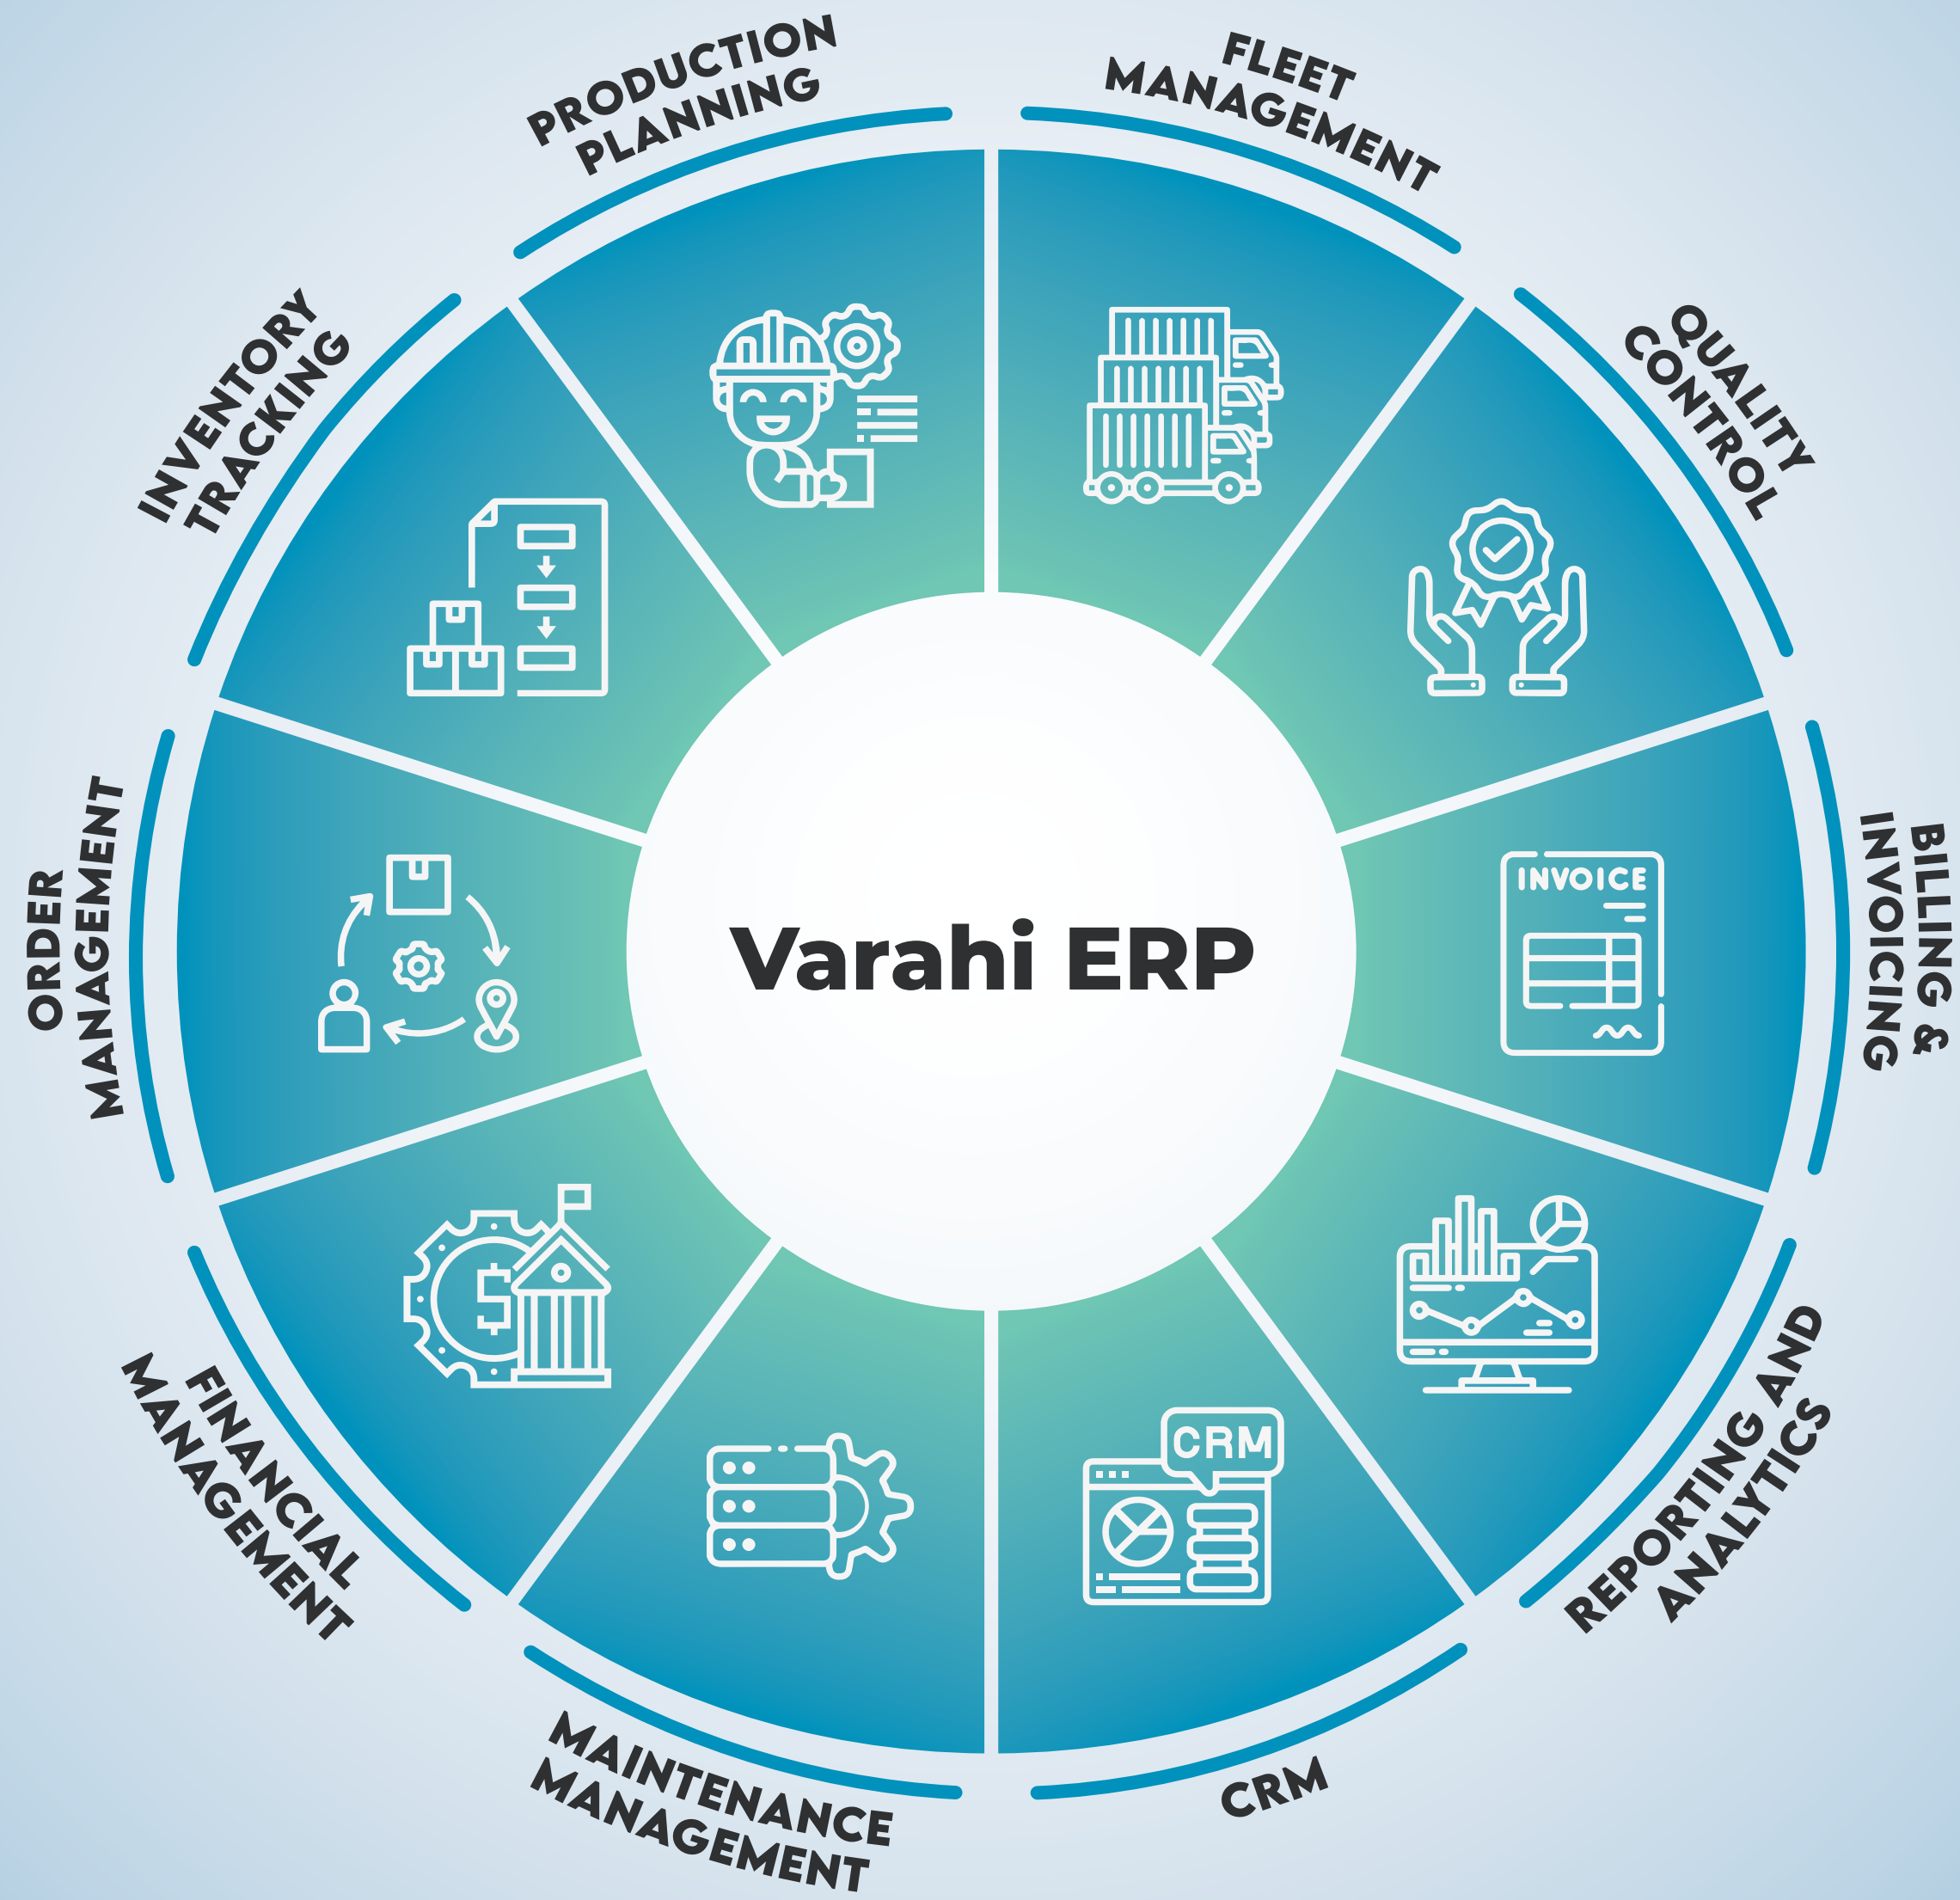 PRODUCTION
PLANNING
FLEET
MANAGEMENT
QUALITY
CONTROL
BILLING &
INVOICING
REPORTIING AND
ANALYTICS
CRM
MAINTENANCE
MANAGEMENT
FINANCIAL
MANAGEMENT
ORDER
MANAGEMENT
INVENTORY
TRACKING
INVOICE
CRM
$
Varahi ERP